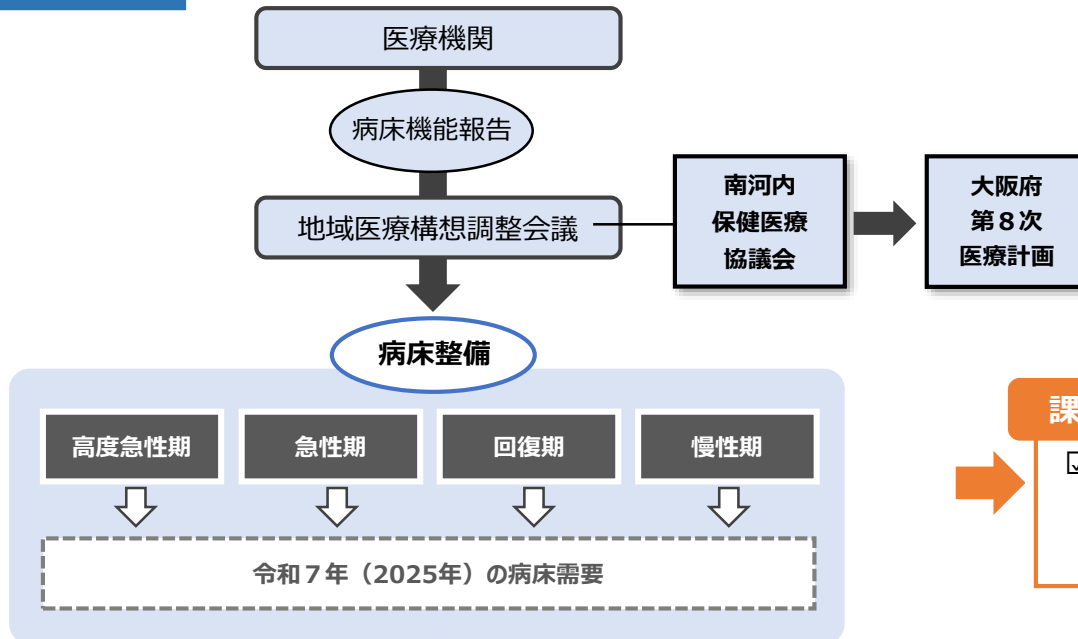 医療機関
病床機能報告
地域医療構想調整会議
南河内
保健医療
協議会
大阪府
第８次
医療計画
病床整備
高度急性期
急性期
回復期
慢性期
令和７年（2025年）の病床需要
課
☑